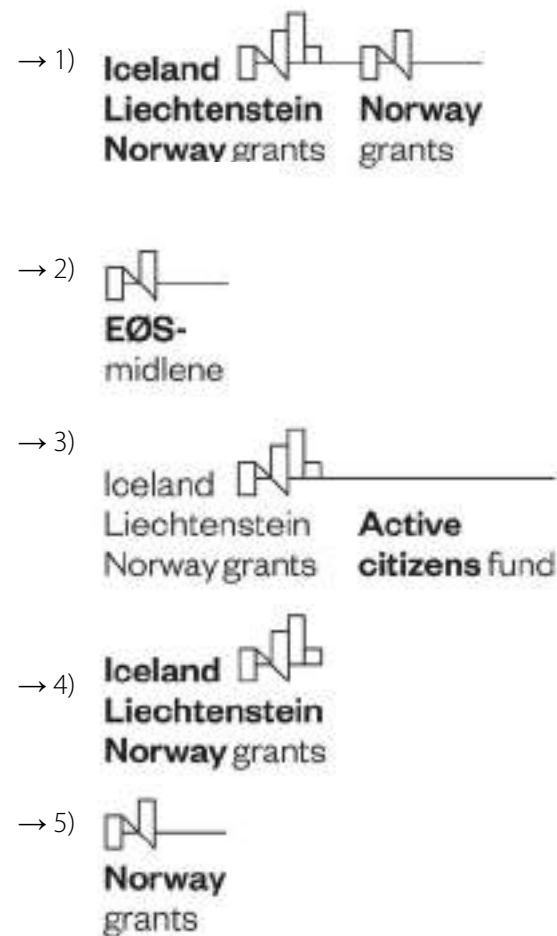 → 1) Iceland
Liechtenstein Norway
Norway grants grants
→ 2)
EØS-
midlene
→ 3)
Iceland
Liechtenstein Active
Norway grants citizens fund
→ 4) Iceland
Liechtenstein
Norway grants
→ 5)
Norway
grants